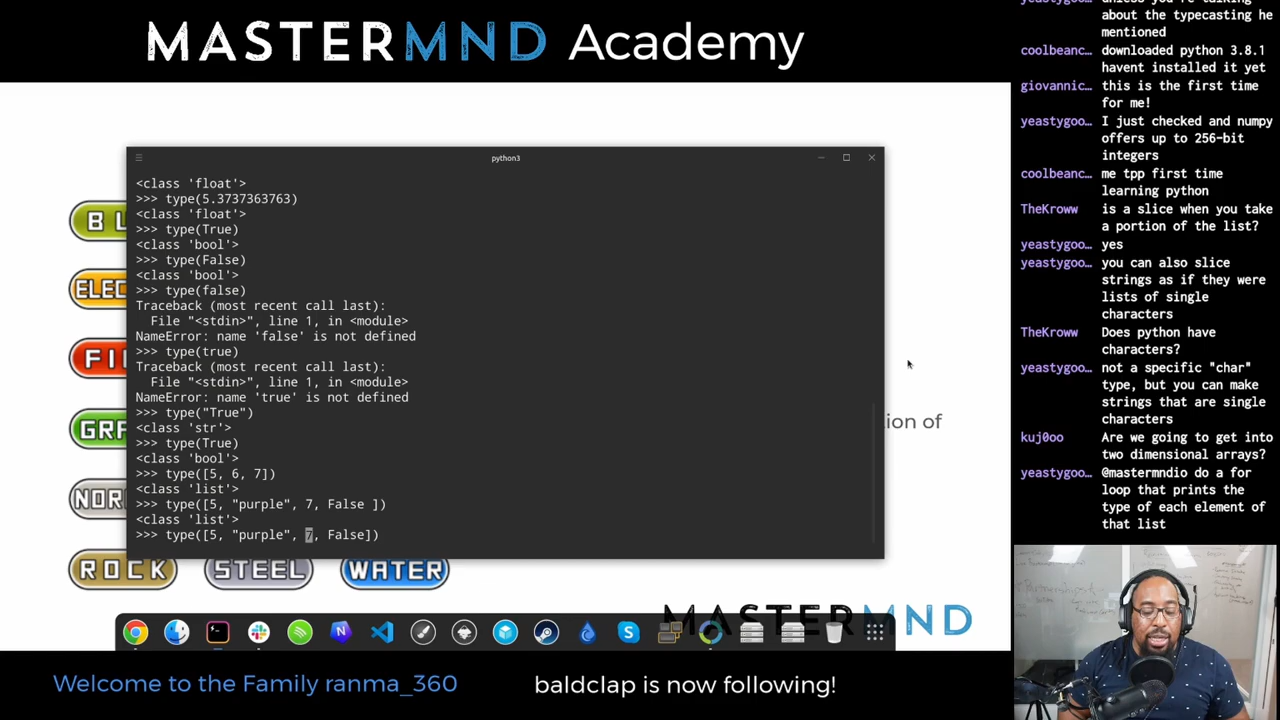 MASTERMND Academy
python3
<class 'float'>
>>> type(5.3737363763)
<class 'float'>
>>> type(True)
<class 'bool'>
>>> type(False)
<class 'bool'>
>>> type(false)
Traceback (most recent call last):
  File "<stdin>", line 1, in <module>
NameError: name 'false' is not defined
>>> type(true)
Traceback (most recent call last):
  File "<stdin>", line 1, in <module>
NameError: name 'true' is not defined
>>> type("True")
<class 'str'>
>>> type(True)
<class 'bool'>
>>> type([5, 6, 7])
<class 'list'>
>>> type([5, "purple", 7, False ])
<class 'list'>
>>> type([5, "purple", 7, False])
B
ELEC
FI
GRA
NOR
ROCK
STEEL
WATER
ion of
MASTERMND
Welcome to the Family ranma_360
baldclap is now following!
about the typecasting he
mentioned
coolbeanc… downloaded python 3.8.1
havent installed it yet
giovannic… this is the first time
for me!
yeastygoo… I just checked and numpy
offers up to 256-bit
integers
coolbeanc… me tpp first time
learning python
TheKroww is a slice when you take
a portion of the list?
yeastygoo… yes
yeastygoo… you can also slice
strings as if they were
lists of single
characters
TheKroww Does python have
characters?
yeastygoo… not a specific "char"
type, but you can make
strings that are single
characters
kuj0oo Are we going to get into
two dimensional arrays?
yeastygoo… @mastermndio do a for
loop that prints the
type of each element of
that list